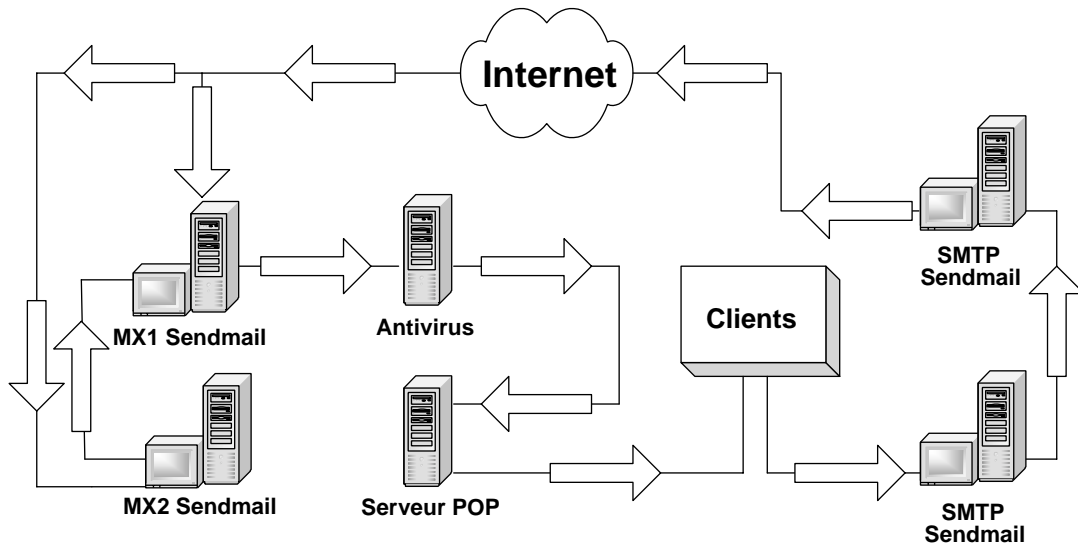 Internet
SMTP
Sendmail
MX1 Sendmail
Antivirus
Clients
MX2 Sendmail
Serveur POP
SMTP
Sendmail